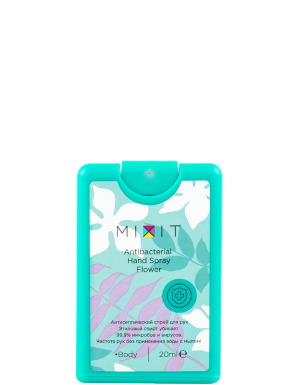 MIXIT
Antibacterial
Hand Spray
Flower
Антисептический спрей для рук
Этиловый спирт убивает
99,9% микробов и вирусов
Чистота рук без применения воды с мылом!
•Body 20ml e